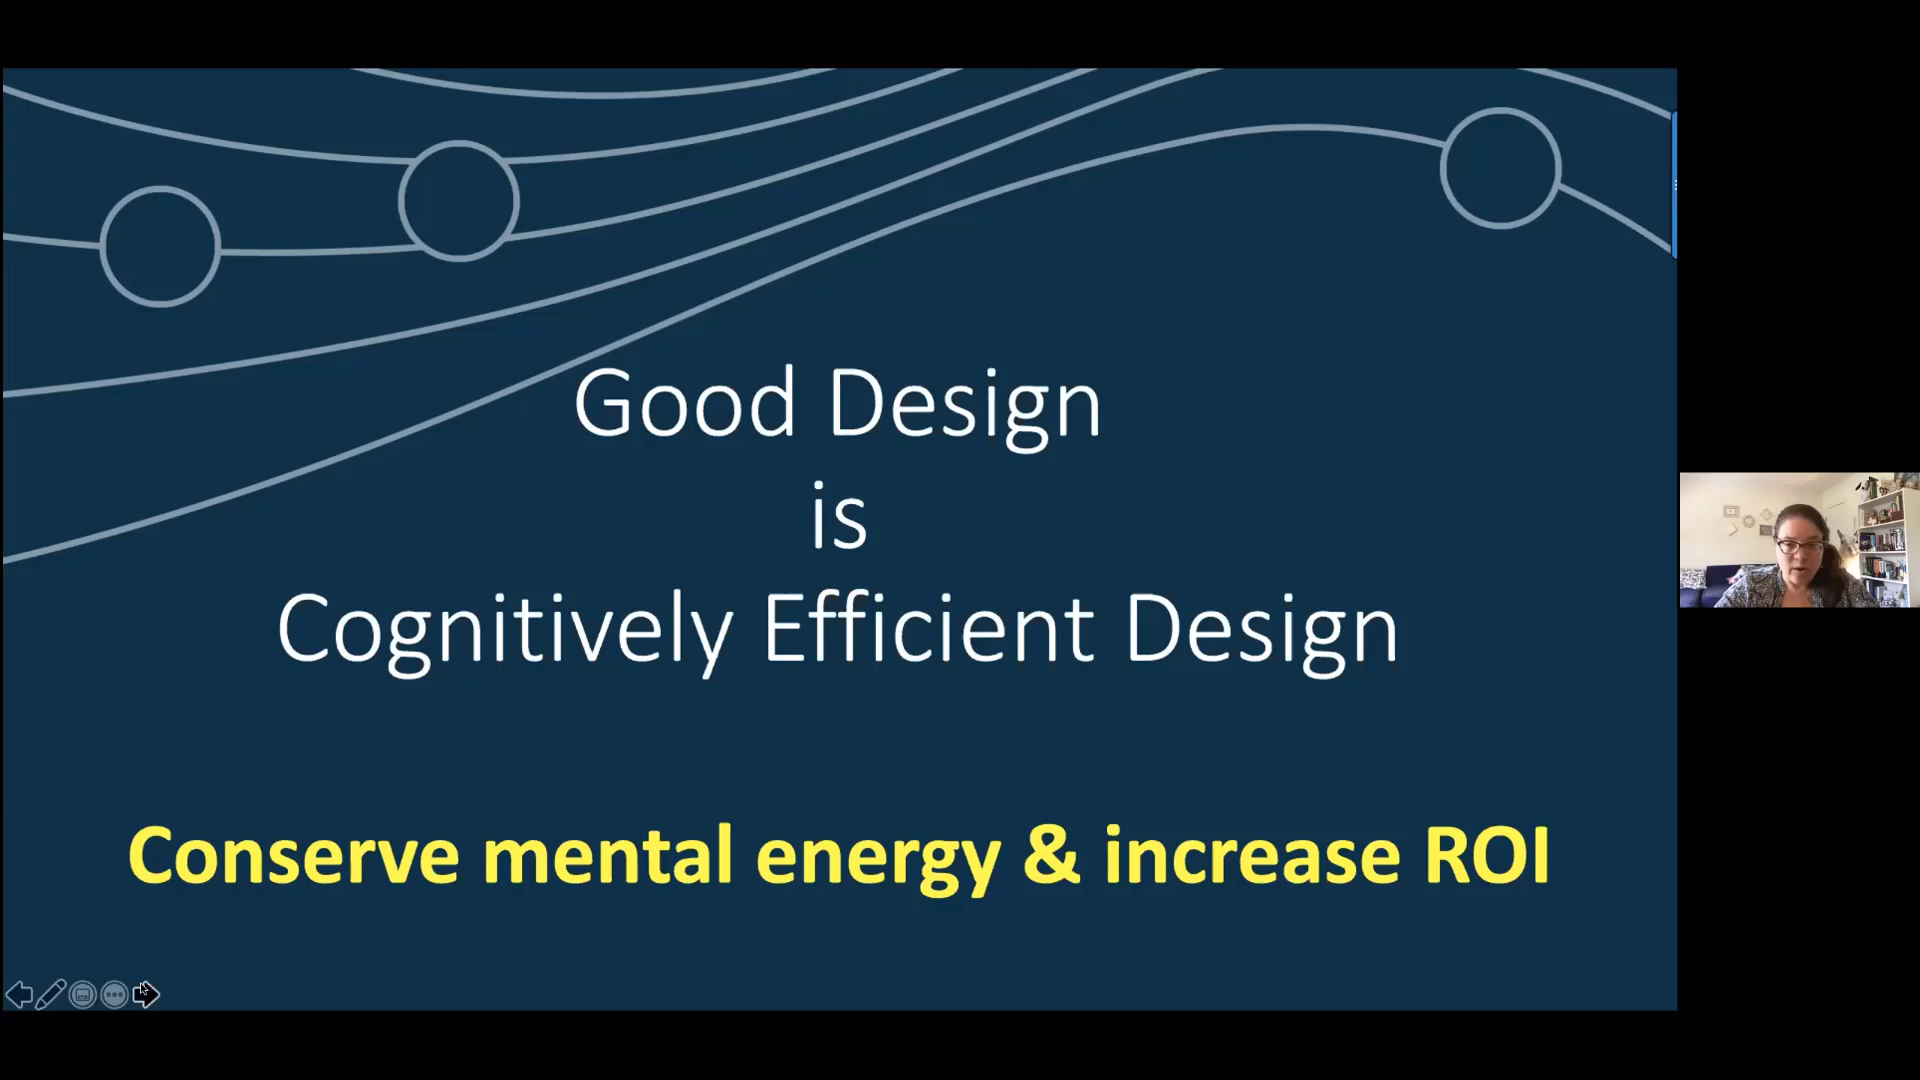 Good Design
is
Cognitively Efficient Design
Conserve mental energy & increase ROI